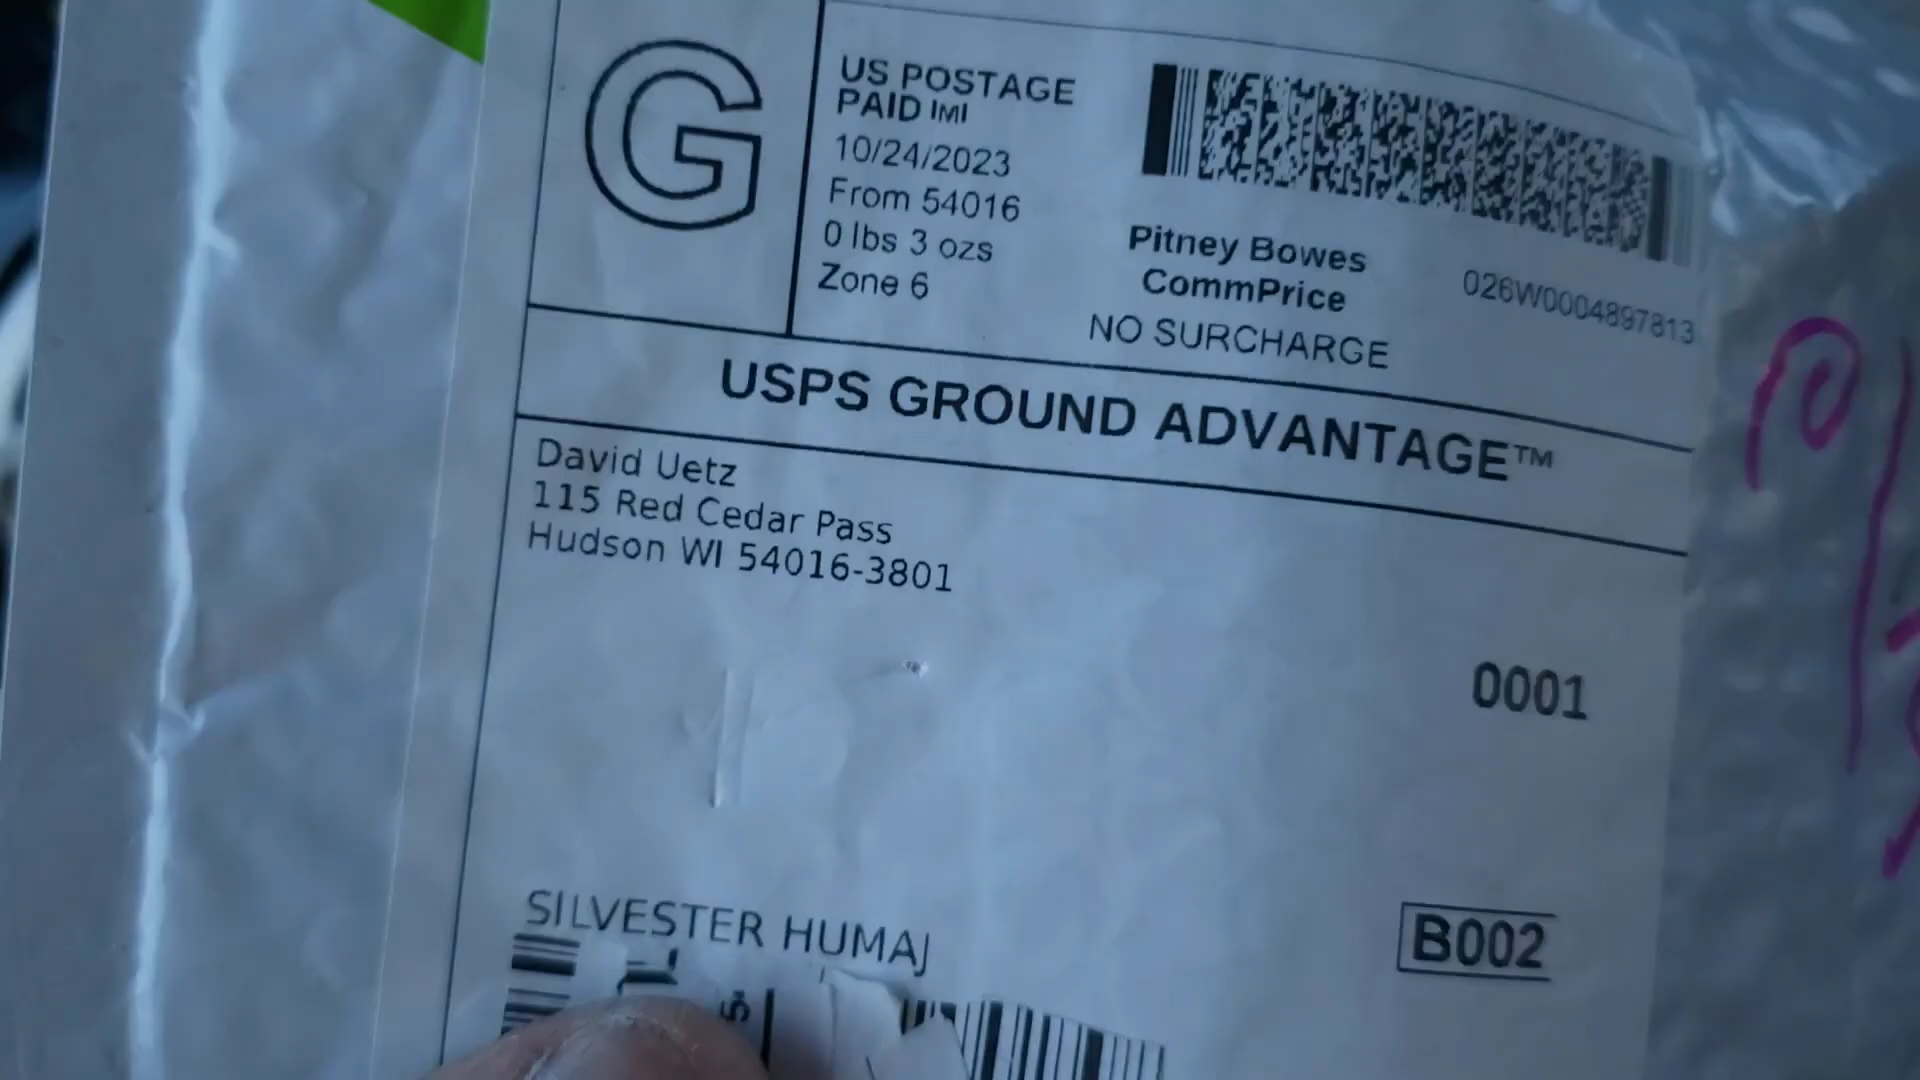 G
US POSTAGE
PAID IMI
10/24/2023
From 54016
0 lbs 3 ozs
Zone 6
Pitney Bowes
CommPrice
NO SURCHARGE
026W0004897813
USPS GROUND ADVANTAGE™
David Uetz
115 Red Cedar Pass
Hudson WI 54016-3801
0001
SILVESTER HUMAJ
B002